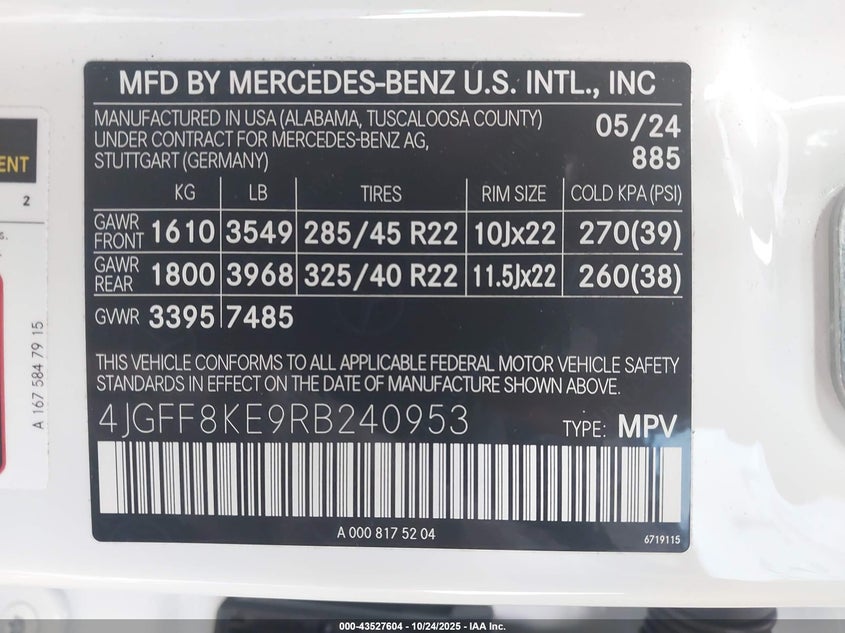 MFD BY MERCEDES-BENZ U.S. INTL., INC
MANUFACTURED IN USA (ALABAMA, TUSCALOOSA COUNTY)
UNDER CONTRACT FOR MERCEDES-BENZ AG,
STUTTGART (GERMANY)
05/24
885
KG LB TIRES RIM SIZE COLD KPA(PSI)
GAWR FRONT 1610 3549 285/45 R22 10Jx22 270(39)
GAWR REAR 1800 3968 325/40 R22 11.5Jx22 260(38)
GVWR 3395 7485
THIS VEHICLE CONFORMS TO ALL APPLICABLE FEDERAL MOTOR VEHICLE SAFETY
STANDARDS IN EFFECT ON THE DATE OF MANUFACTURE SHOWN ABOVE.
4JGFF8KE9RB240953 TYPE: MPV
A 000 817 52 04
6719115
2
A 167 584 79 15
000-43527604 - 10/24/2025 - IAA Inc.